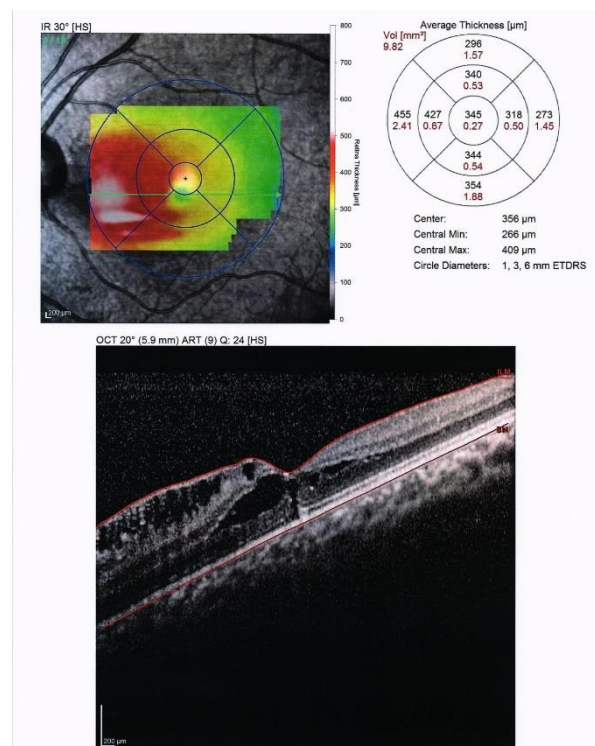 IR 30° [HS]
800
700
600
500
400
300
200
100
0
Retina Thickness [µm]
200 µm
Average Thickness [µm]
Vol [mm³]
9.82
296
1.57
340
0.53
455 427 345 318 273
2.41 0.67 0.27 0.50 1.45
344
0.54
354
1.88
Center: 356 µm
Central Min: 266 µm
Central Max: 409 µm
Circle Diameters: 1, 3, 6 mm ETDRS
OCT 20° (5.9 mm) ART (9) Q: 24 [HS]
ILM
BM
200 µm